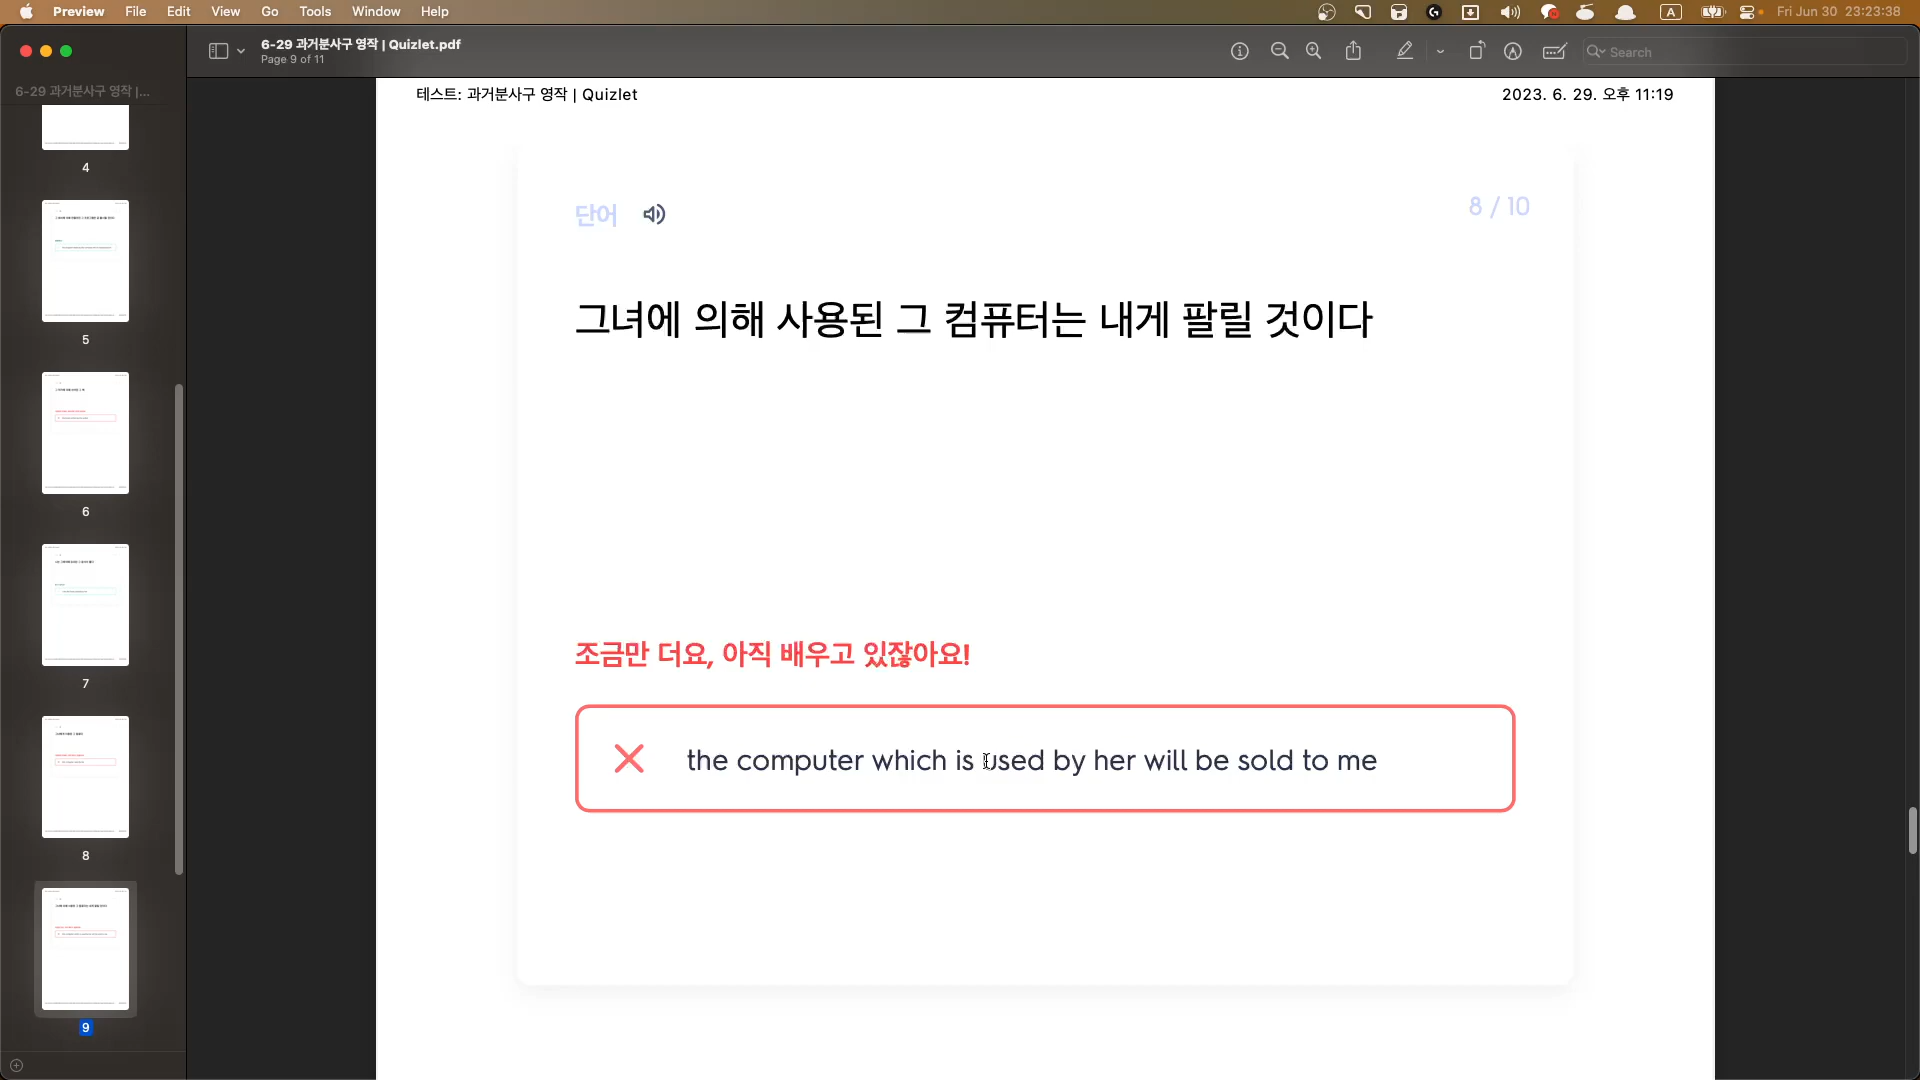 Preview File Edit View Go Tools Window Help
A
Fri Jun 30 23:23:38
6-29 과거분사구 영작 | Quizlet.pdf
Page 9 of 11
Search
6-29 과거분사구 영작 |...
4
5
6
7
8
9
테스트: 과거분사구 영작 | Quizlet
2023. 6. 29. 오후 11:19
단어
8 / 10
그녀에 의해 사용된 그 컴퓨터는 내게 팔릴 것이다
조금만 더요, 아직 배우고 있잖아요!
the computer which is used by her will be sold to me